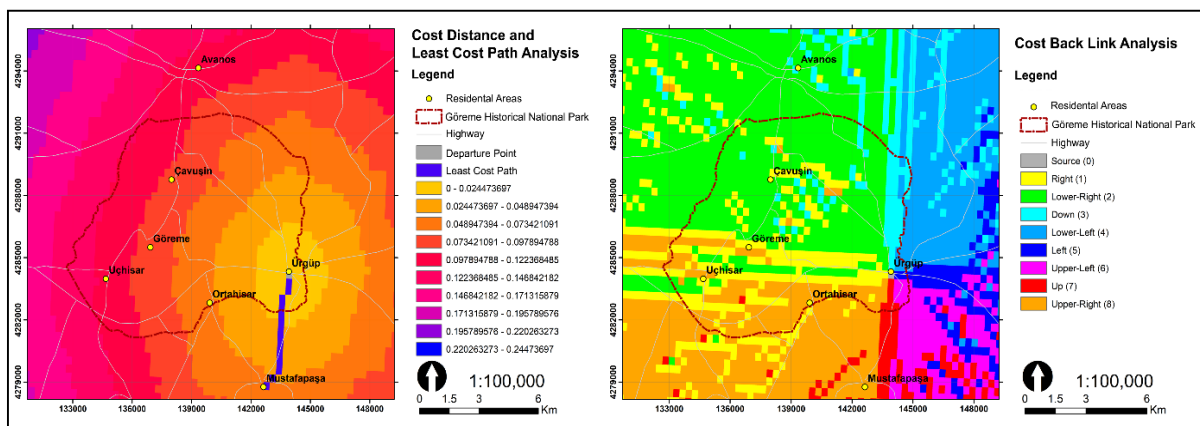 Cost Distance and
Least Cost Path Analysis
Legend
Residental Areas
Göreme Historical National Park
Highway
Departure Point
Least Cost Path
0 - 0.024473697
0.024473697 - 0.048947394
0.048947394 - 0.073421091
0.073421091 - 0.097894788
0.097894788 - 0.122368485
0.122368485 - 0.146842182
0.146842182 - 0.171315879
0.171315879 - 0.195789576
0.195789576 - 0.220263273
0.220263273 - 0.24473697
1:100,000
0 1.5 3 6
Km
4294000
4291000
4288000
4285000
4282000
4279000
133000 136000 139000 142000 145000 148000
Avanos
Çavuşin
Göreme
Uçhisar
Ürgüp
Ortahisar
Mustafapaşa
Cost Back Link Analysis
Legend
Residental Areas
Göreme Historical National Park
Highway
Source (0)
Right (1)
Lower-Right (2)
Down (3)
Lower-Left (4)
Left (5)
Upper-Left (6)
Up (7)
Upper-Right (8)
1:100,000
0 1.5 3 6
Km
4294000
4291000
4288000
4285000
4282000
4279000
133000 136000 139000 142000 145000 148000
Avanos
Çavuşin
Göreme
Uçhisar
Ürgüp
Ortahisar
Mustafapaşa